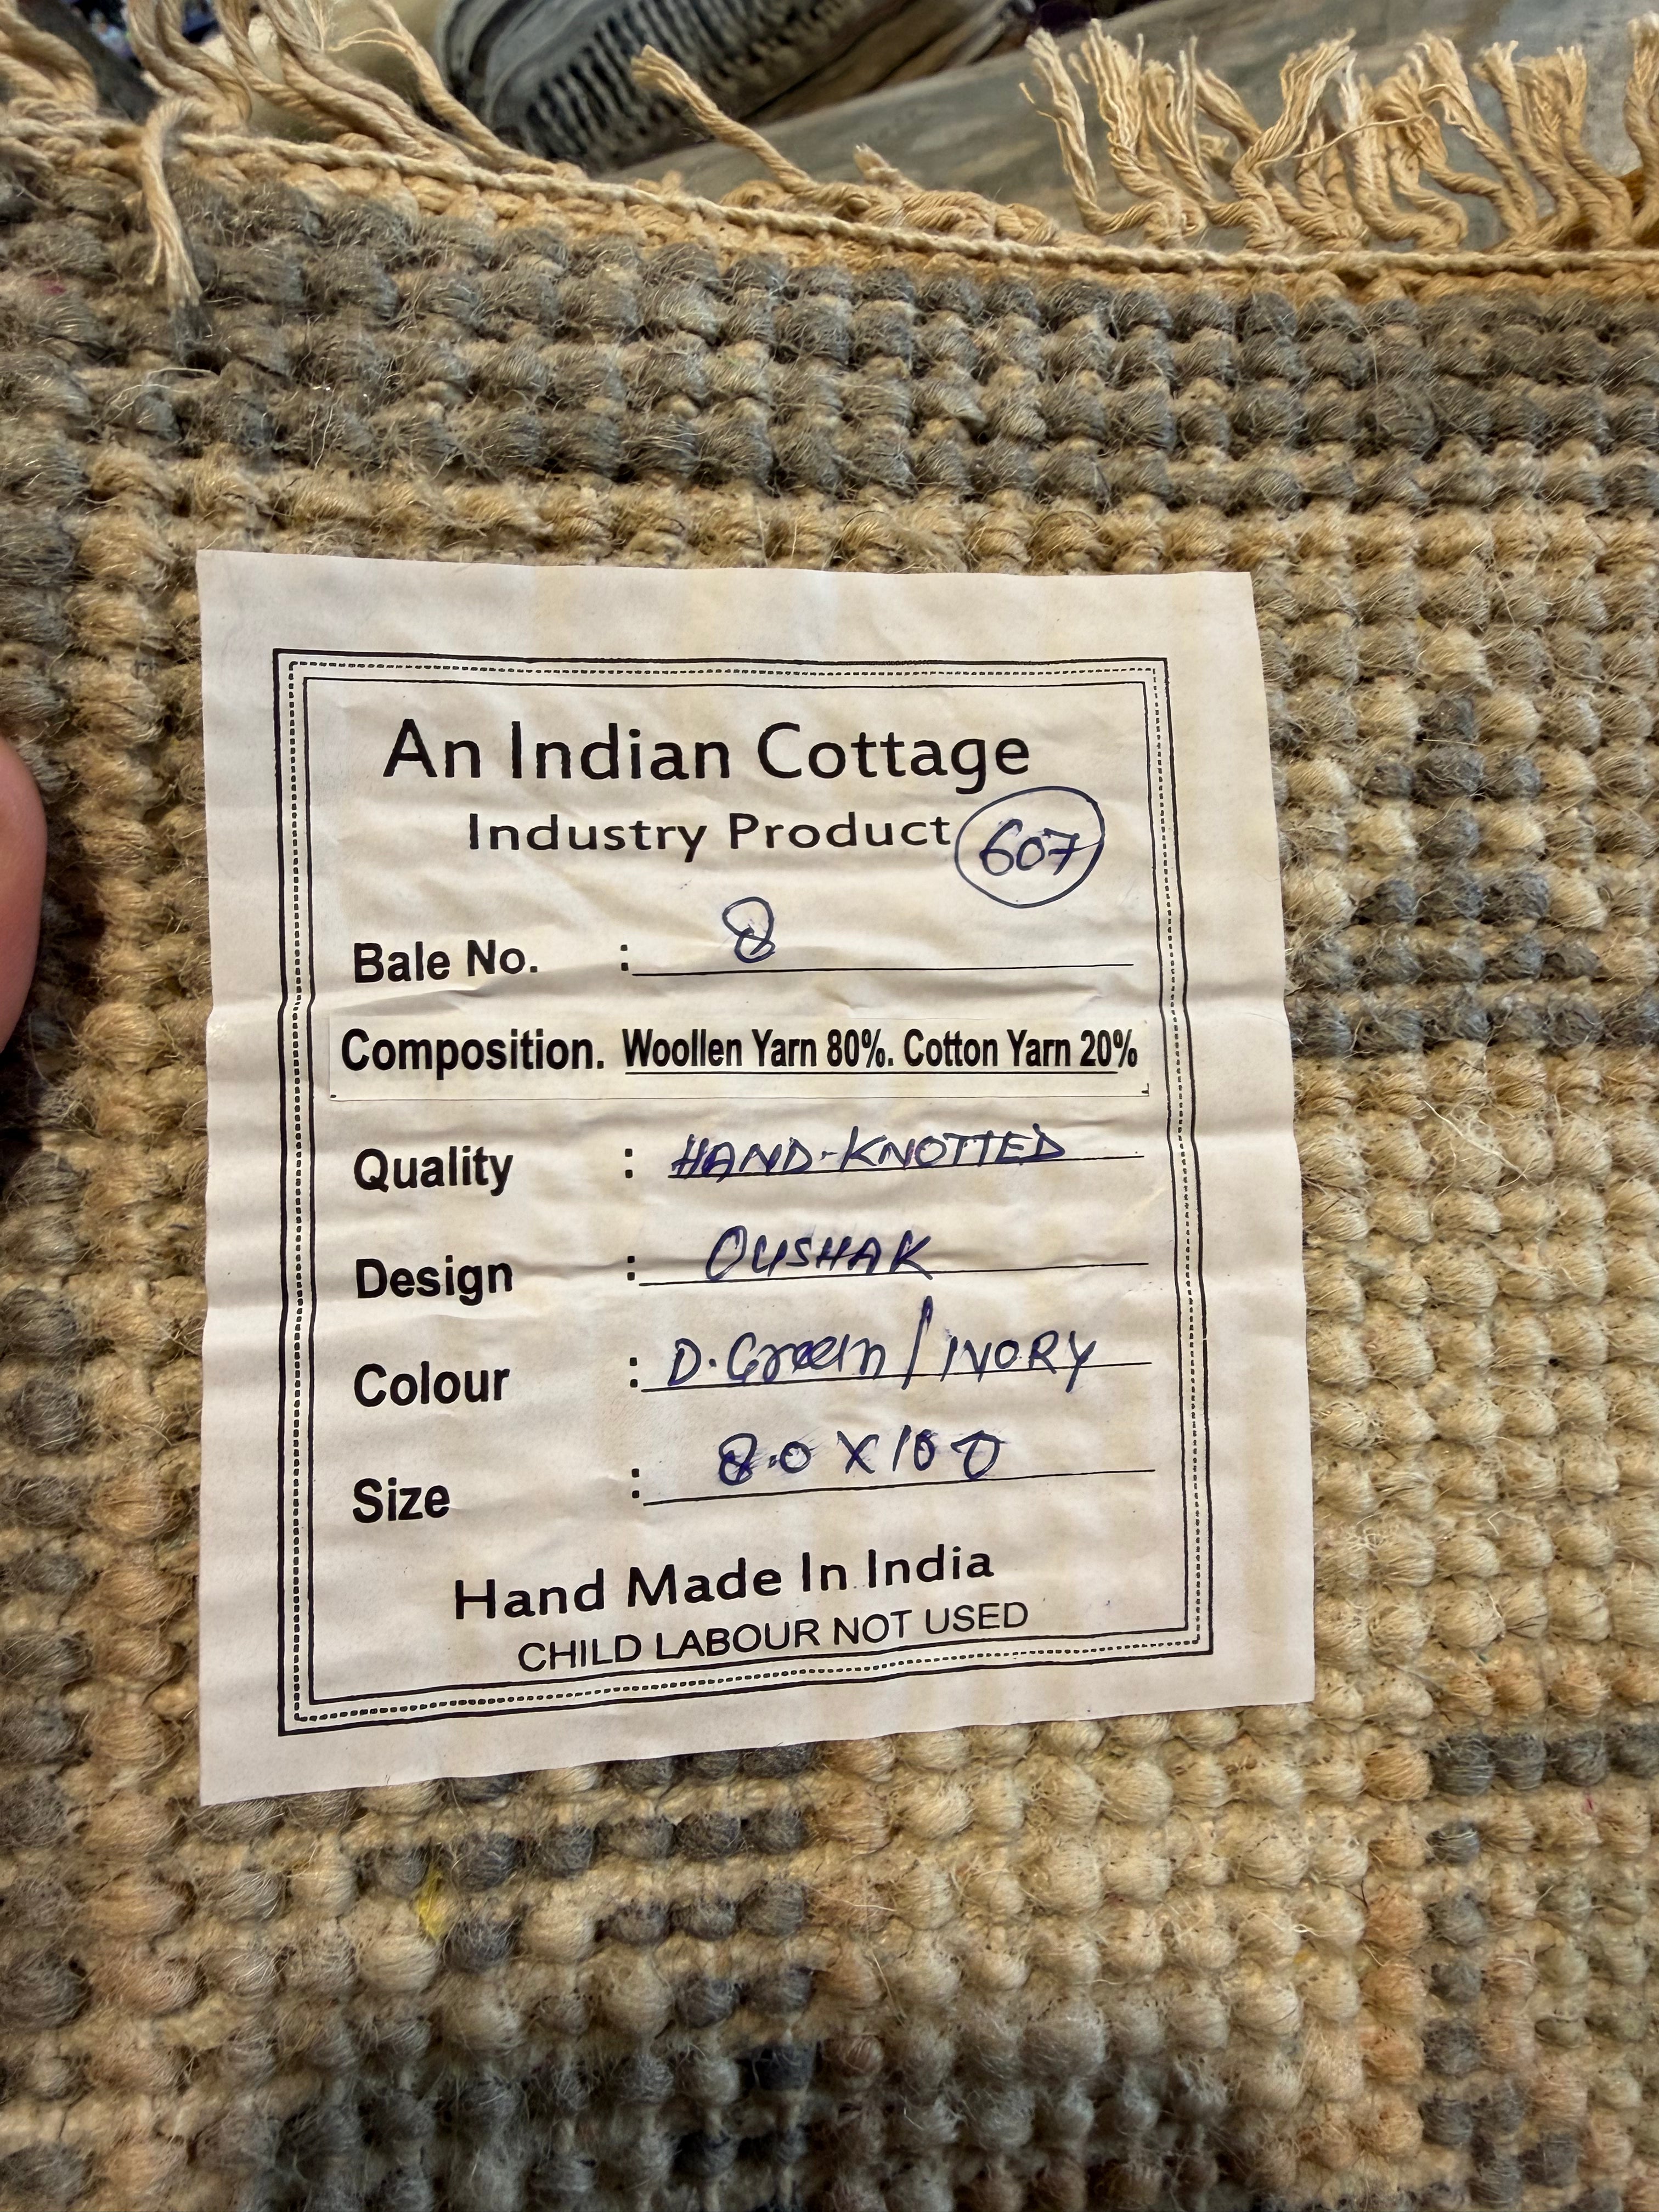 An Indian Cottage
Industry Product 607
Bale No. : 8
Composition. Woollen Yarn 80%. Cotton Yarn 20%
Quality : HAND-KNOTTED
Design : OUSHAK
Colour : D.Green / IVORY
Size : 8.0 X 10 0
Hand Made In India
CHILD LABOUR NOT USED